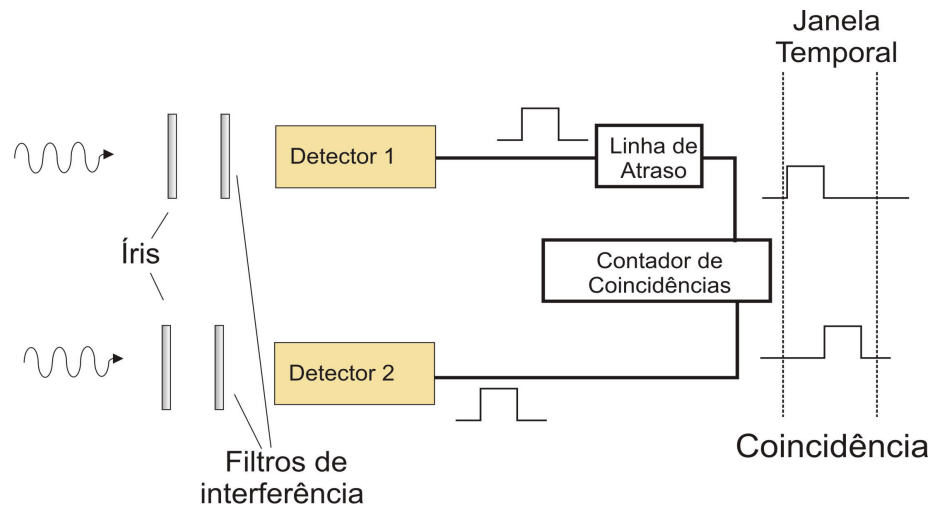 Janela
Temporal
Detector 1
Linha de
Atraso
Íris
Contador de
Coincidências
Detector 2
Filtros de
interferência
Coincidência